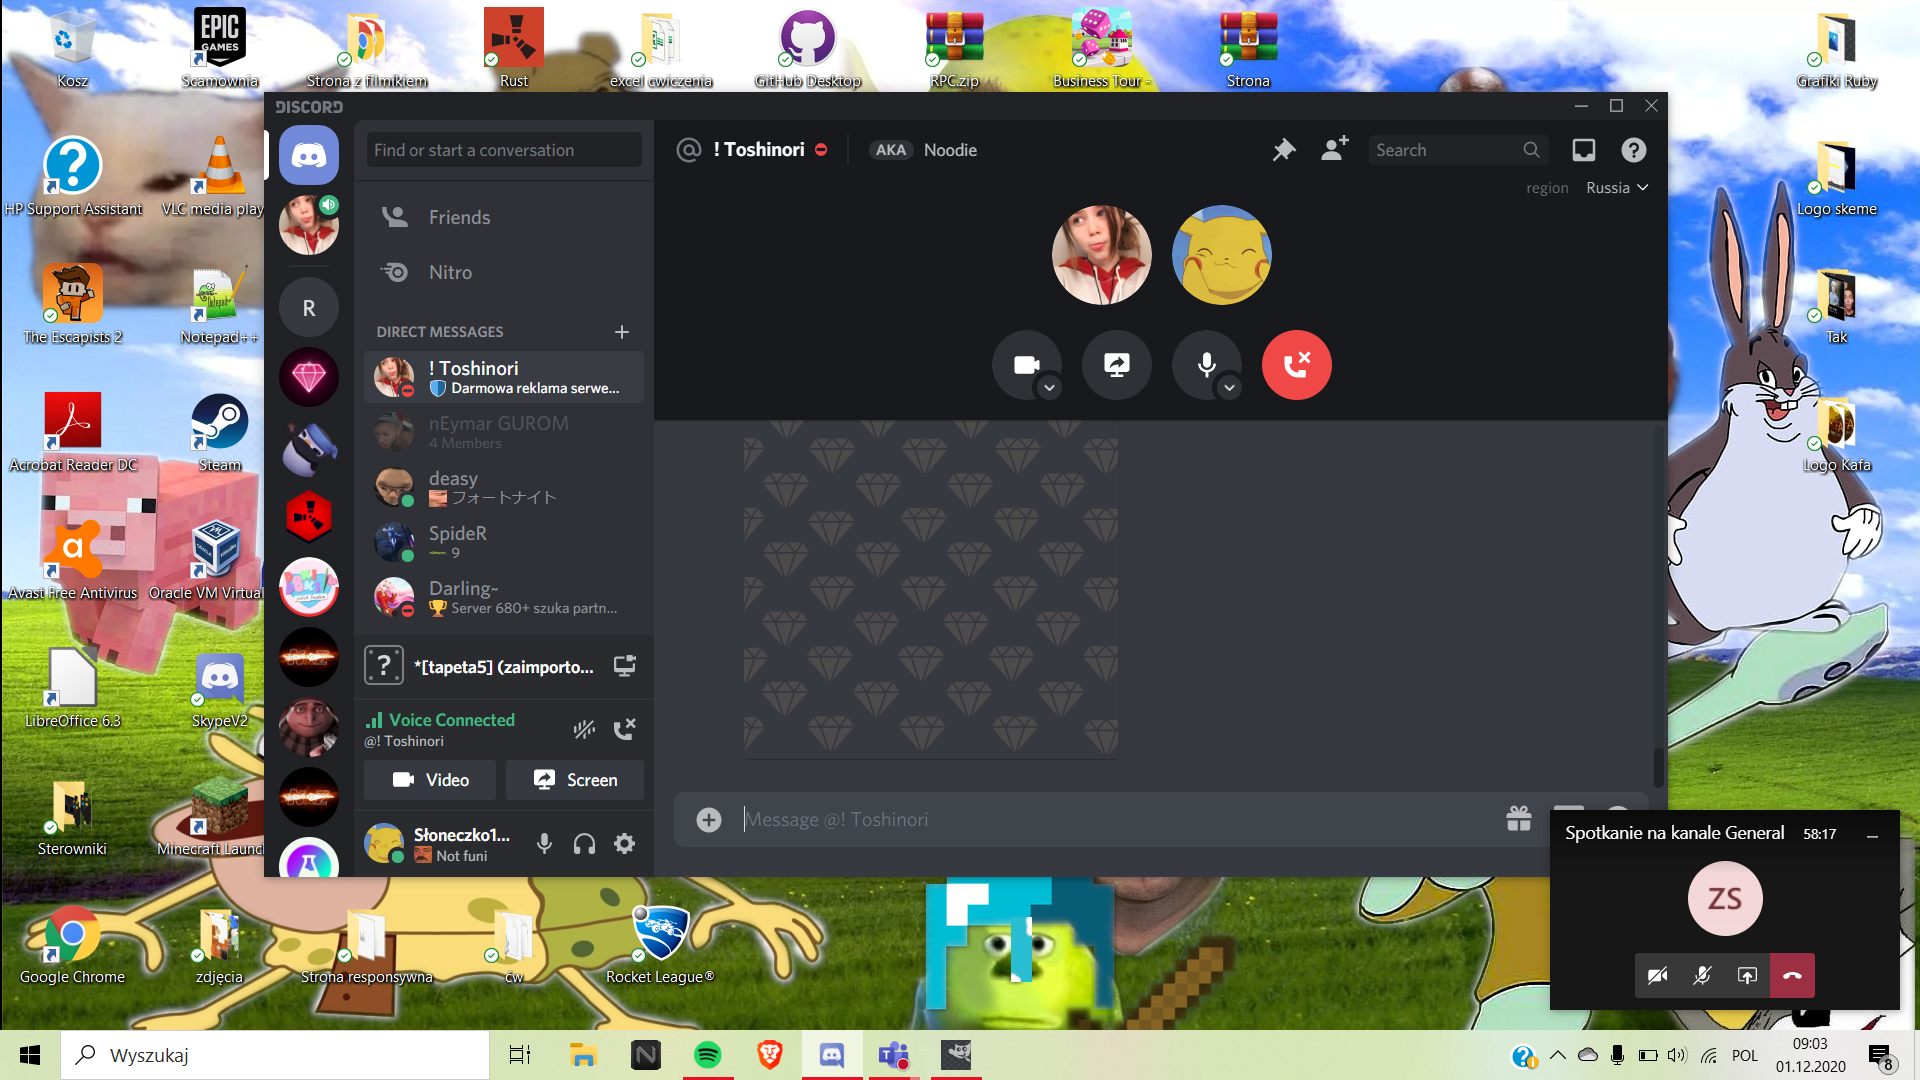 Kosz
EPIC GAMES
Scamownia
Strona z filmikiem
Rust
excel cwiczenia
GitHub Desktop
RPC.zip
Business Tour -
Strona
Grafiki Ruby
HP Support Assistant
VLC media play
Logo skeme
The Escapists 2
Notepad++
Tak
Acrobat Reader DC
Steam
Logo Kafa
Avast Free Antivirus
Oracle VM Virtual
LibreOffice 6.3
SkypeV2
Sterowniki
Minecraft Launc
Google Chrome
zdjęcia
Strona responsywna
ćw
Rocket League®
DISCORD
R
Find or start a conversation
Friends
Nitro
DIRECT MESSAGES
! Toshinori
Darmowa reklama serwe...
nEymar GUROM
4 Members
deasy
フォートナイト
SpideR
9
Darling~
Server 680+ szuka partn...
*[tapeta5] (zaimporto...
Voice Connected
@! Toshinori
Video
Screen
Słoneczko1...
Not funi
! Toshinori
AKA Noodie
Search
region Russia
Message @! Toshinori
Spotkanie na kanale General 58:17
ZS
Wyszukaj
POL
09:03
01.12.2020
8